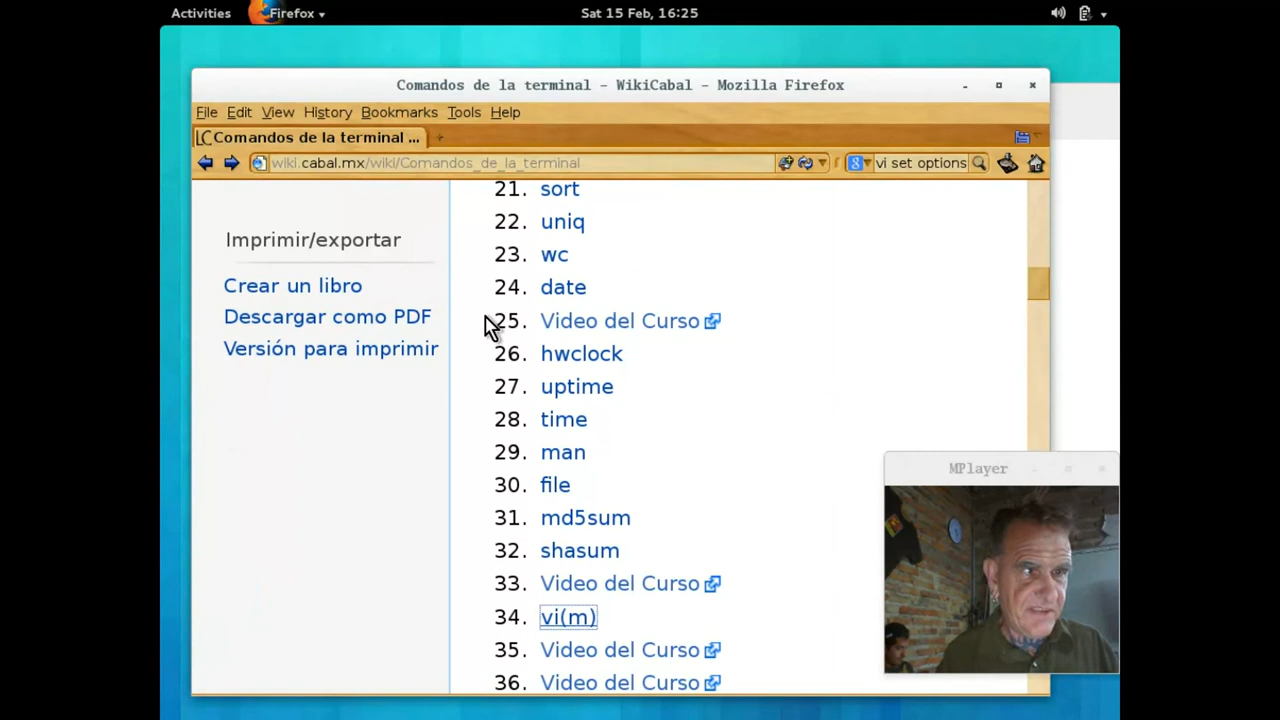 Activities Firefox Sat 15 Feb, 16:25
Comandos de la terminal - WikiCabal - Mozilla Firefox
File Edit View History Bookmarks Tools Help
Comandos de la terminal ...
wiki.cabal.mx/wiki/Comandos_de_la_terminal vi set options
Imprimir/exportar
Crear un libro
Descargar como PDF
Versión para imprimir
21. sort
22. uniq
23. wc
24. date
25. Video del Curso
26. hwclock
27. uptime
28. time
29. man
30. file
31. md5sum
32. shasum
33. Video del Curso
34. vi(m)
35. Video del Curso
36. Video del Curso
MPlayer